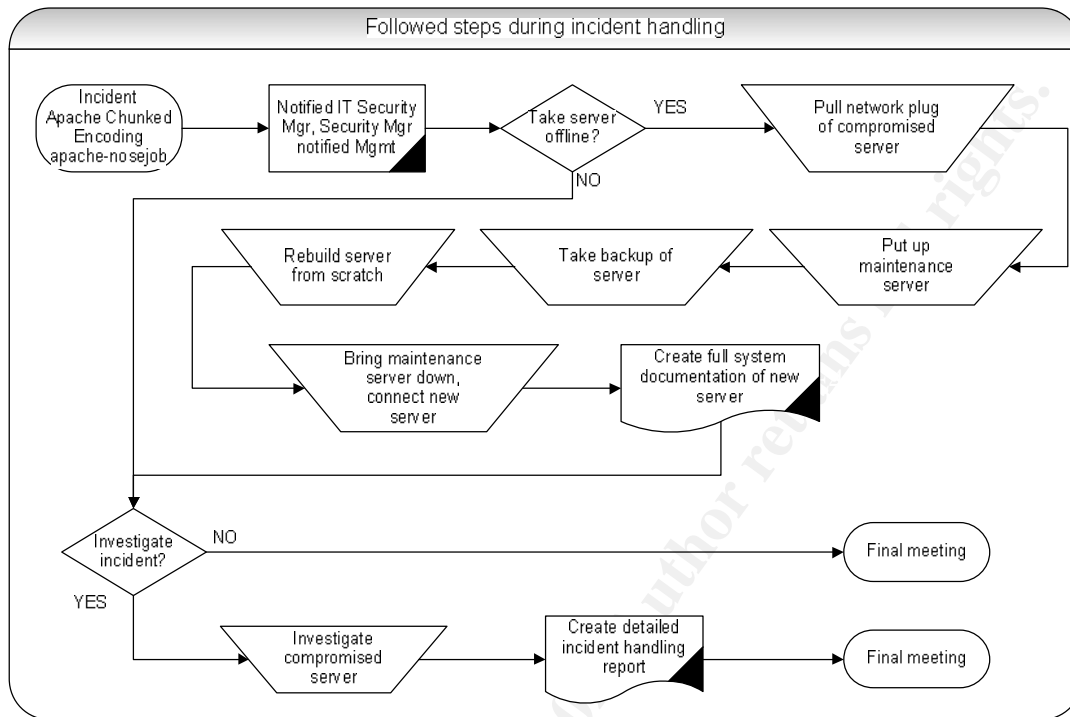 Followed steps during incident handling
Incident
Apache Chunked
Encoding
apache-nosejob
Notified IT Security
Mgr, Security Mgr
notified Mgmt
Take server
offline?
YES
Pull network plug
of compromised
server
NO
Rebuild server
from scratch
Take backup of
server
Put up
maintenance
server
Bring maintenance
server down,
connect new
server
Create full system
documentation of new
server
Investigate
incident?
NO
Final meeting
YES
Investigate
compromised
server
Create detailed
incident handling
report
Final meeting
uthor retains
rights.